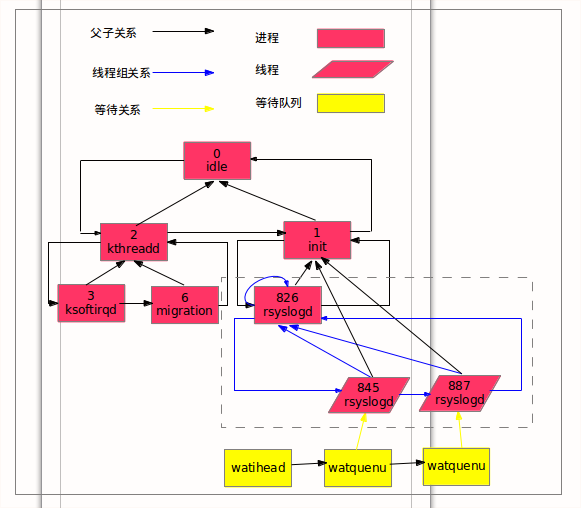 父子关系
进程
线程组关系
线程
等待关系
等待队列
0
idle
2
kthreadd
1
init
3
ksoftirqd
6
migration
826
rsyslogd
845
rsyslogd
887
rsyslogd
watihead
watquenu
watquenu